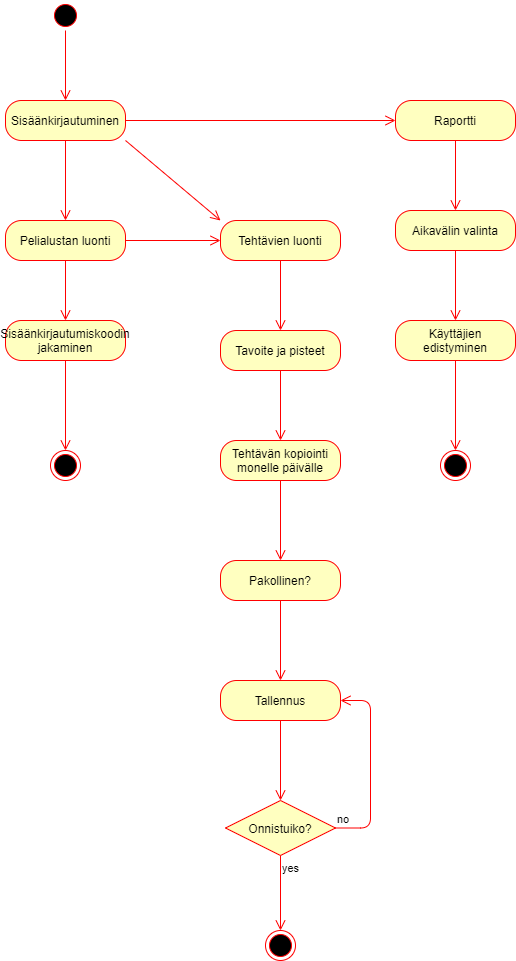 Sisäänkirjautuminen
Raportti
Pelialustan luonti
Tehtävien luonti
Aikavälin valinta
Sisäänkirjautumiskoodin
jakaminen
Tavoite ja pisteet
Käyttäjien
edistyminen
Tehtävän kopiointi
monelle päivälle
Pakollinen?
Tallennus
Onnistuiko?
no
yes